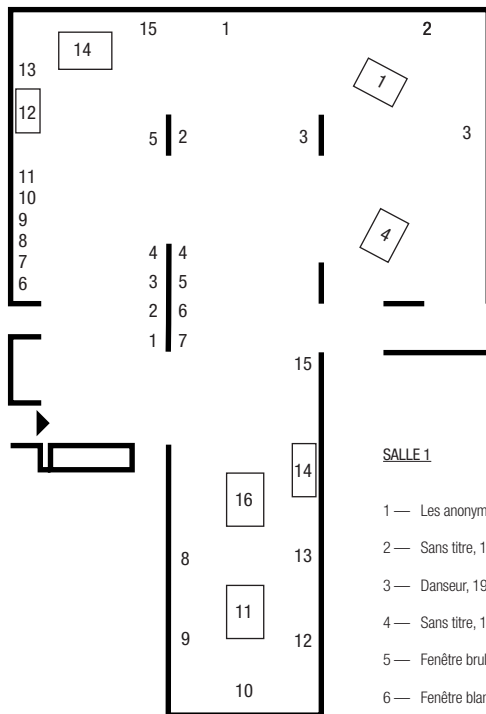 15 1 2
14
13 1
12
5 2 3 3
11
10
9 4
8
7 4 4
6 3 5
2 6
1 7
15
14
16
8 13
11
9 12
10
SALLE 1
1 — Les anonym
2 — Sans titre, 1
3 — Danseur, 19
4 — Sans titre, 1
5 — Fenêtre brul
6 — Fenêtre blan